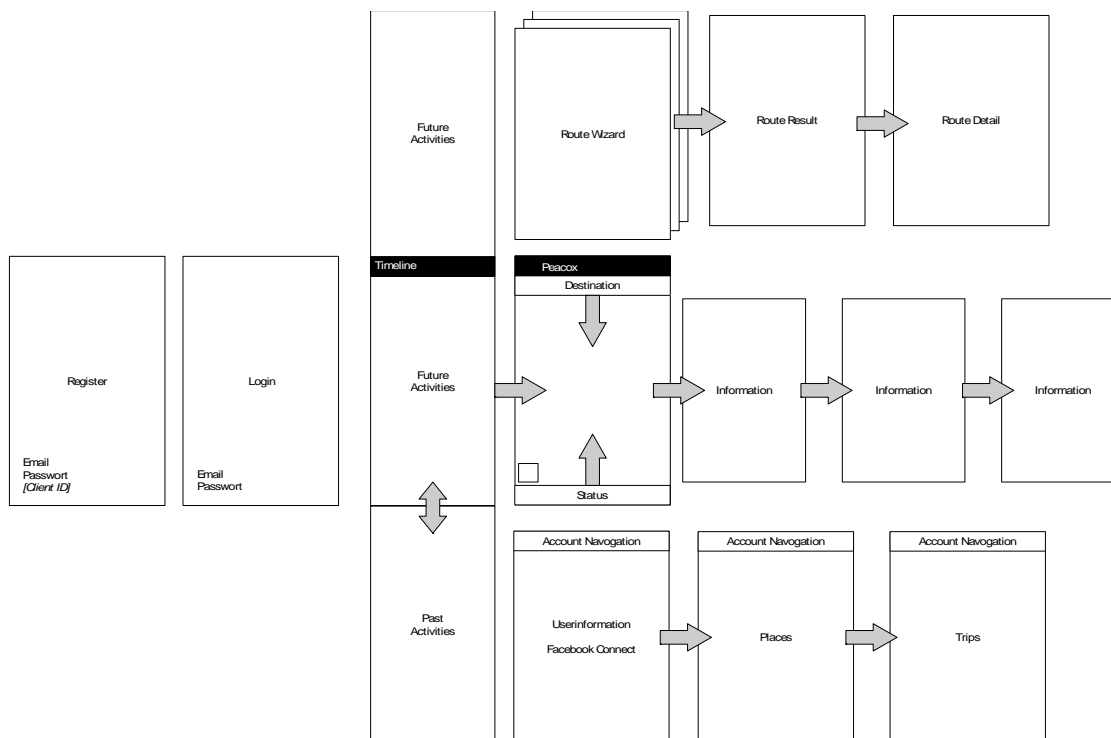 Future
Activities
Route Wizard
Route Result
Route Detail
Timeline
Peacox
Destination
Register
Login
Future
Activities
Information
Information
Information
Email
Passwort
[Client ID]
Email
Passwort
Status
Account Navogation
Account Navogation
Account Navogation
Past
Activities
Userinformation
Facebook Connect
Places
Trips